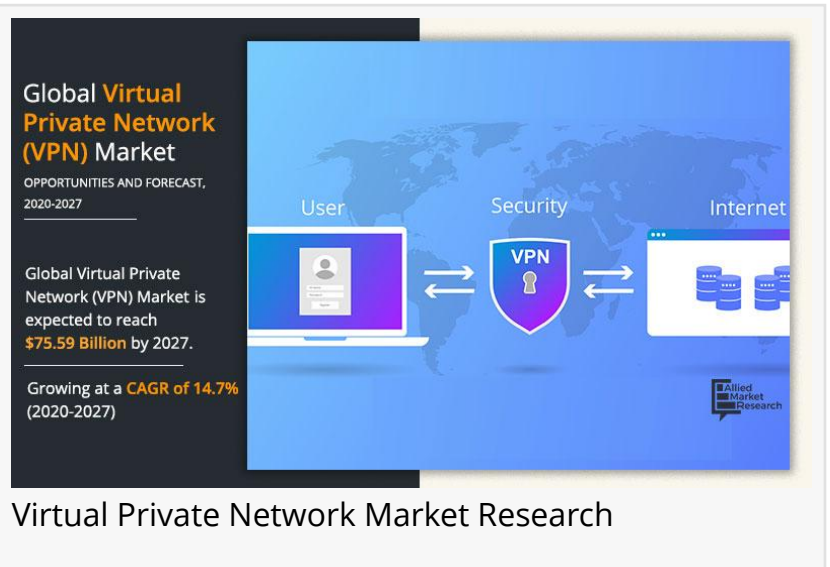 Global Virtual
Private Network
(VPN) Market
OPPORTUNITIES AND FORECAST,
2020-2027
Global Virtual Private
Network (VPN) Market is
expected to reach
$75.59 Billion by 2027.
Growing at a CAGR of 14.7%
(2020-2027)
User
Security
Internet
VPN
Allied
Market
Research
Virtual Private Network Market Research